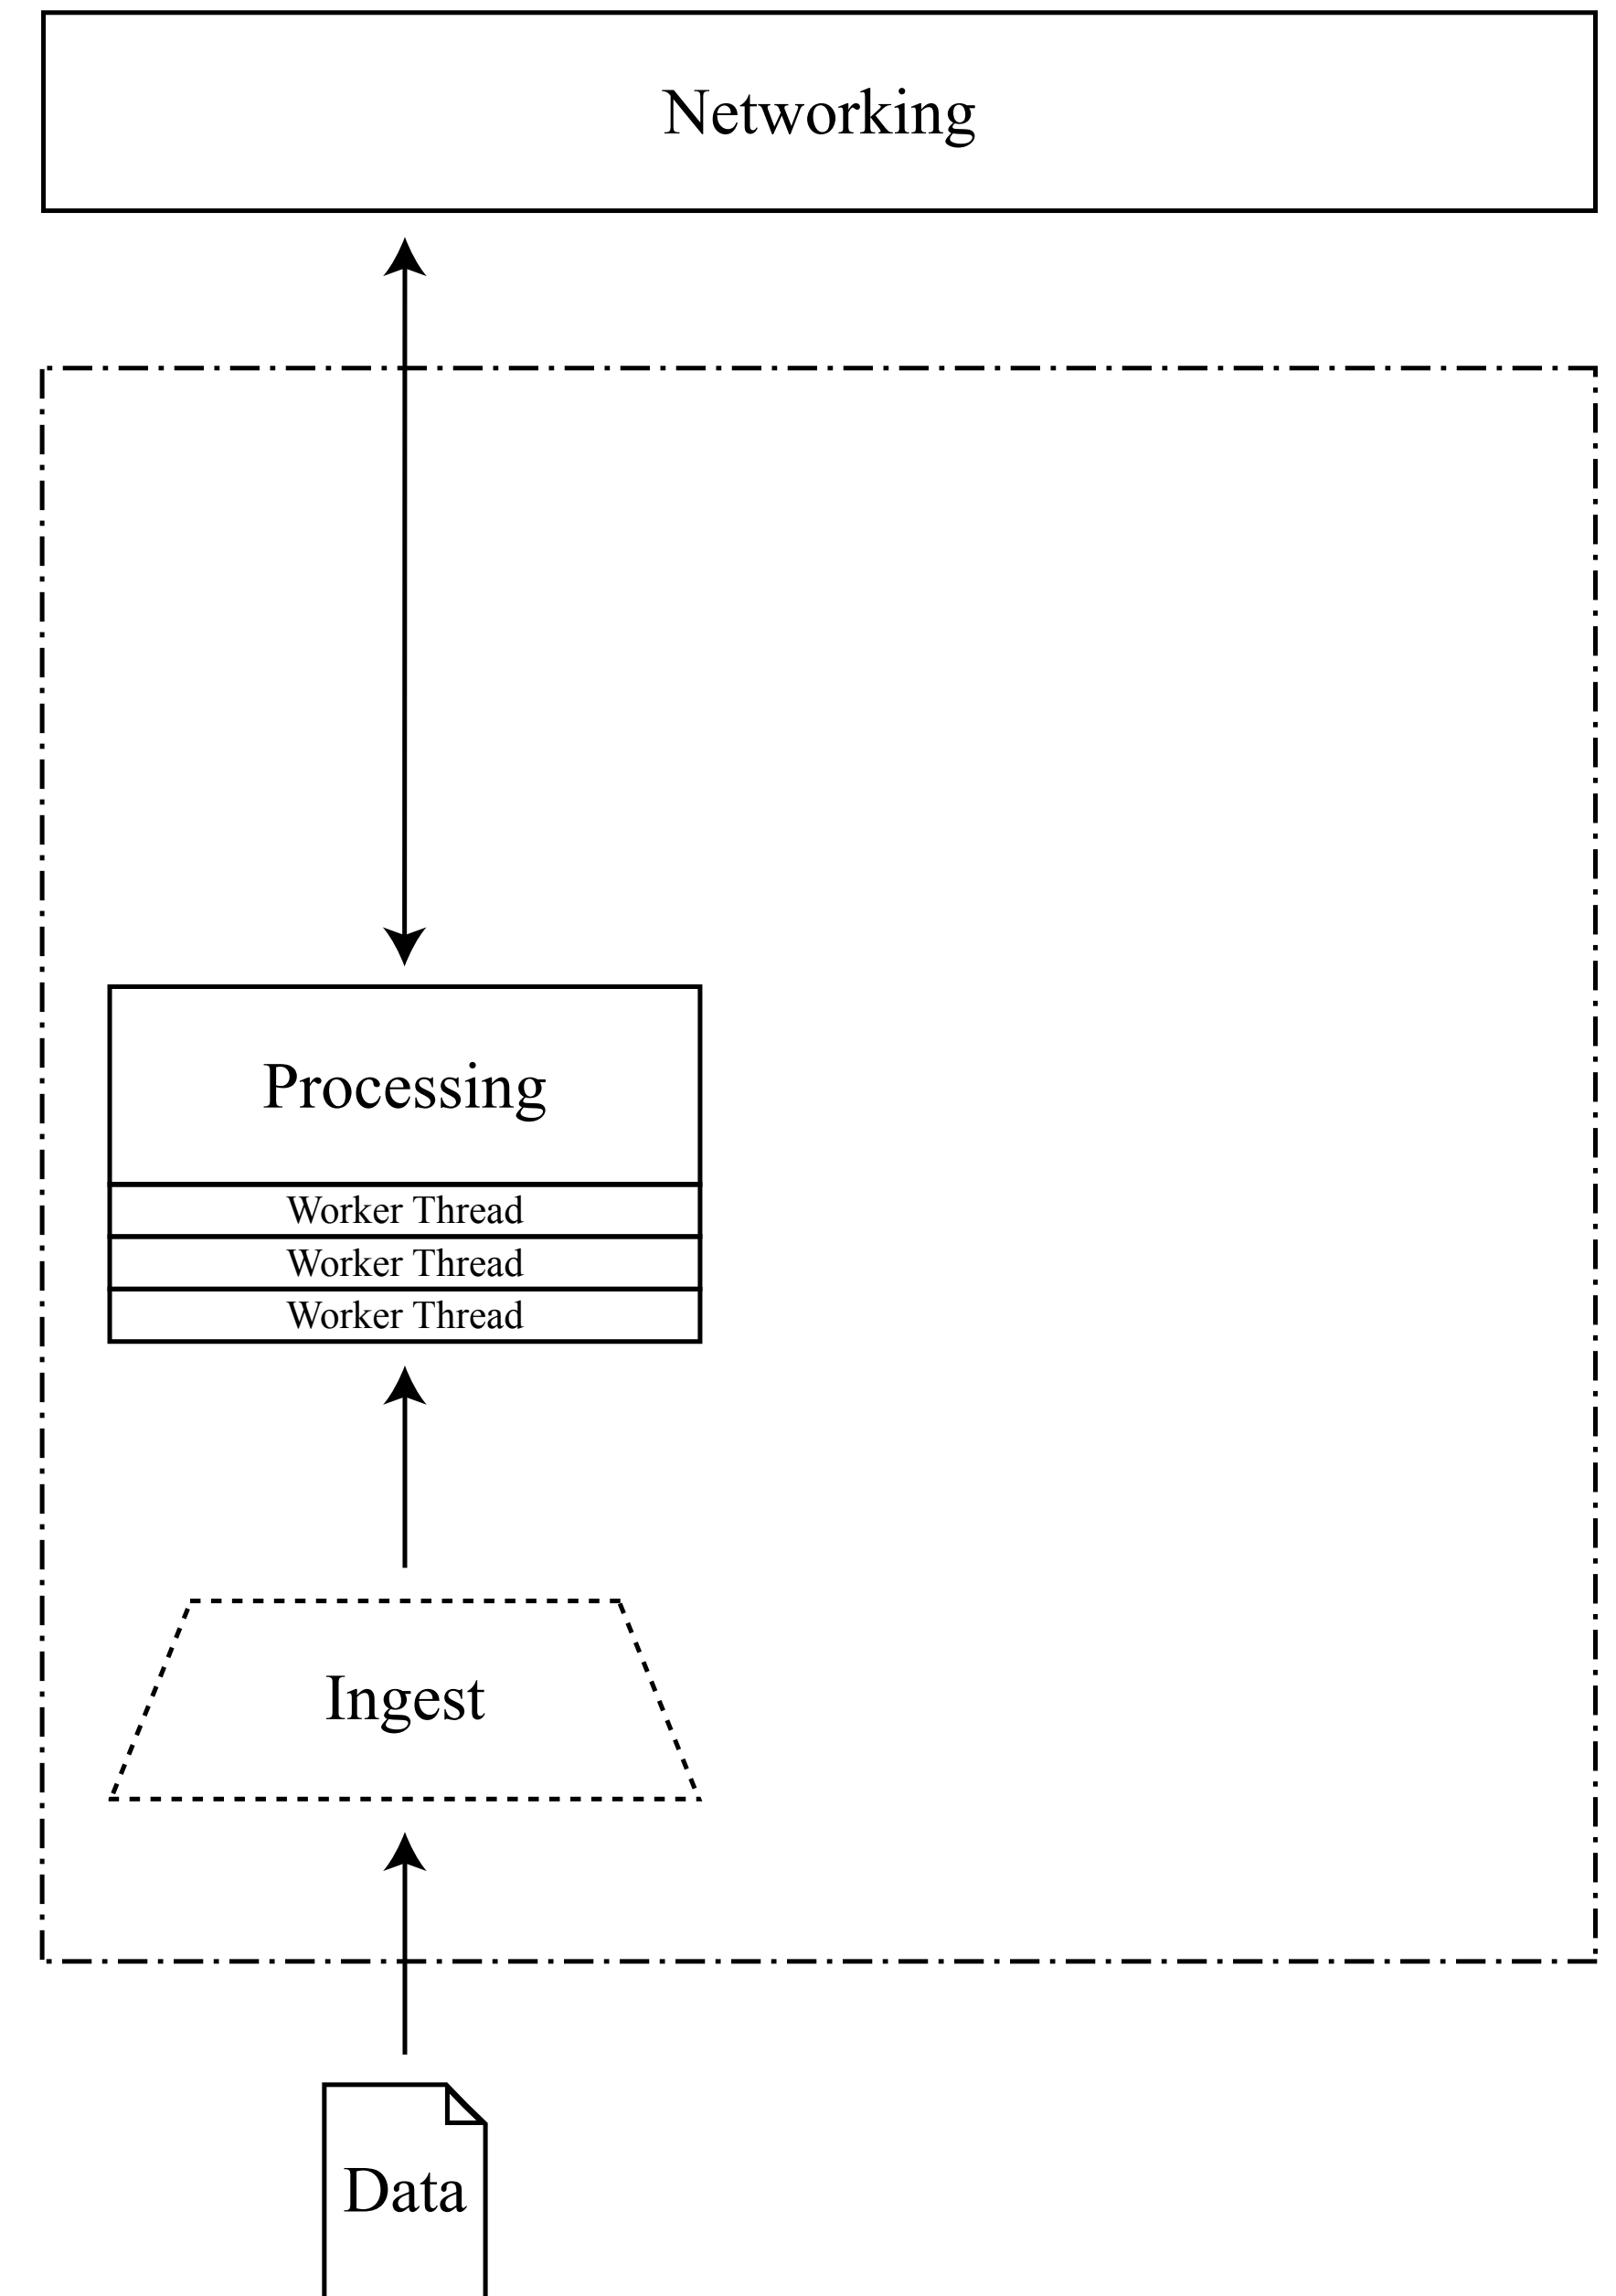 Networking
Processing
Worker Thread
Worker Thread
Worker Thread
Ingest
Data